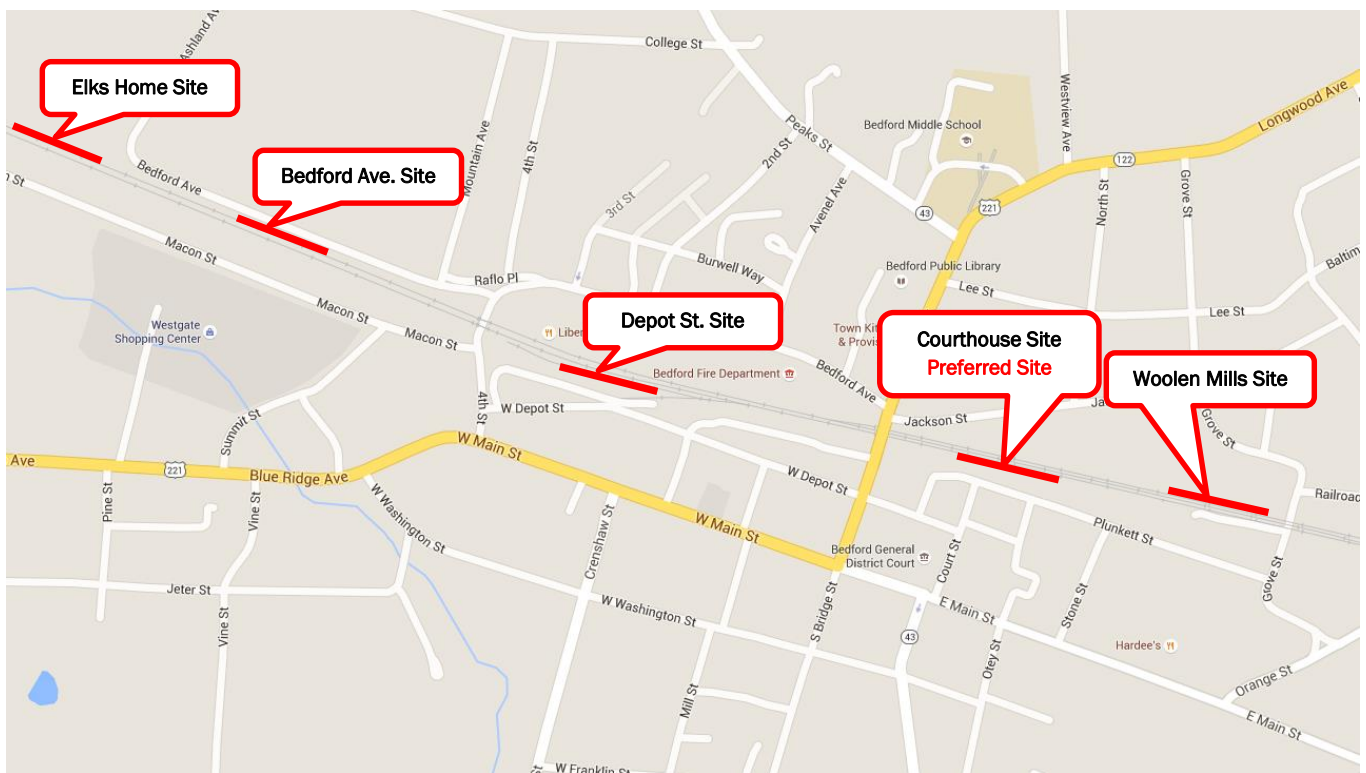 Ashland Av
College St
Elks Home Site
Longwood Ave
Westview Ave
Peaks St
Bedford Middle School
Mountain Ave
4th St
2nd St
122
Bedford Ave
Bedford Ave. Site
3rd St
Avenel Ave
43
221
North St
Grove St
n St
Macon St
Burwell Way
Baltim
Raflo Pl
Bedford Public Library
Lee St
Lee St
Macon St
Depot St. Site
Westgate
Shopping Center
Macon St
Liber
Town Kit
& Provis
Courthouse Site
Preferred Site
Bedford Fire Department
Woolen Mills Site
Bedford Ave
Ja
W Depot St
4th St
Jackson St
Grove St
Summit St
W Main St
Ave
221
Blue Ridge Ave
W Depot St
Railroad
Pine St
Vine St
W Washington St
Crenshaw St
W Main St
Plunkett St
Bedford General
District Court
Court St
Jeter St
Vine St
W Washington St
S Bridge St
E Main St
Stone St
Grove St
43
Otey St
Hardee's
Mill St
Orange St
E Main St
W Franklin St